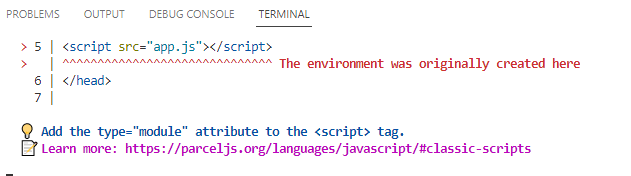 PROBLEMS OUTPUT DEBUG CONSOLE TERMINAL
> 5 | <script src="app.js"></script>
>   | ^^^^^^^^^^^^^^^^^^^^^^^^^^^^^^ The environment was originally created here
  6 | </head>
  7 |
💡 Add the type="module" attribute to the <script> tag.
📝 Learn more: https://parceljs.org/languages/javascript/#classic-scripts